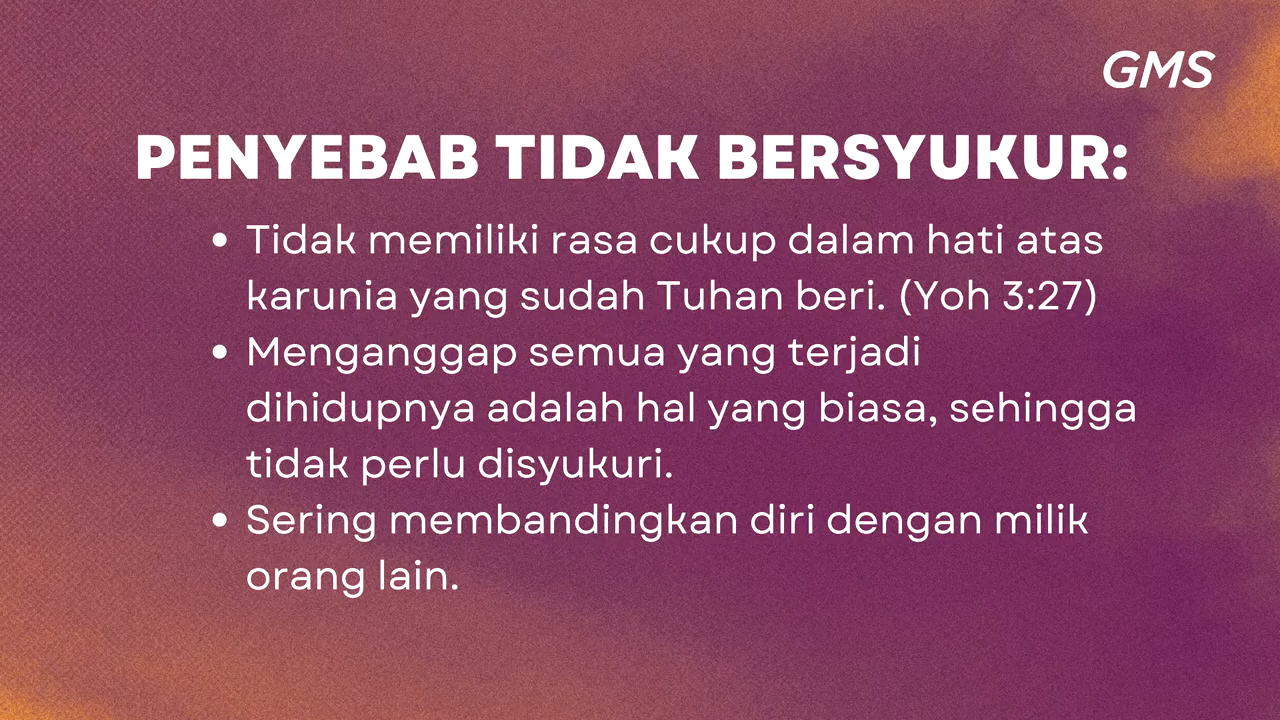 GMS
PENYEBAB TIDAK BERSYUKUR:
• Tidak memiliki rasa cukup dalam hati atas
karunia yang sudah Tuhan beri. (Yoh 3:27)
• Menganggap semua yang terjadi
dihidupnya adalah hal yang biasa, sehingga
tidak perlu disyukuri.
• Sering membandingkan diri dengan milik
orang lain.